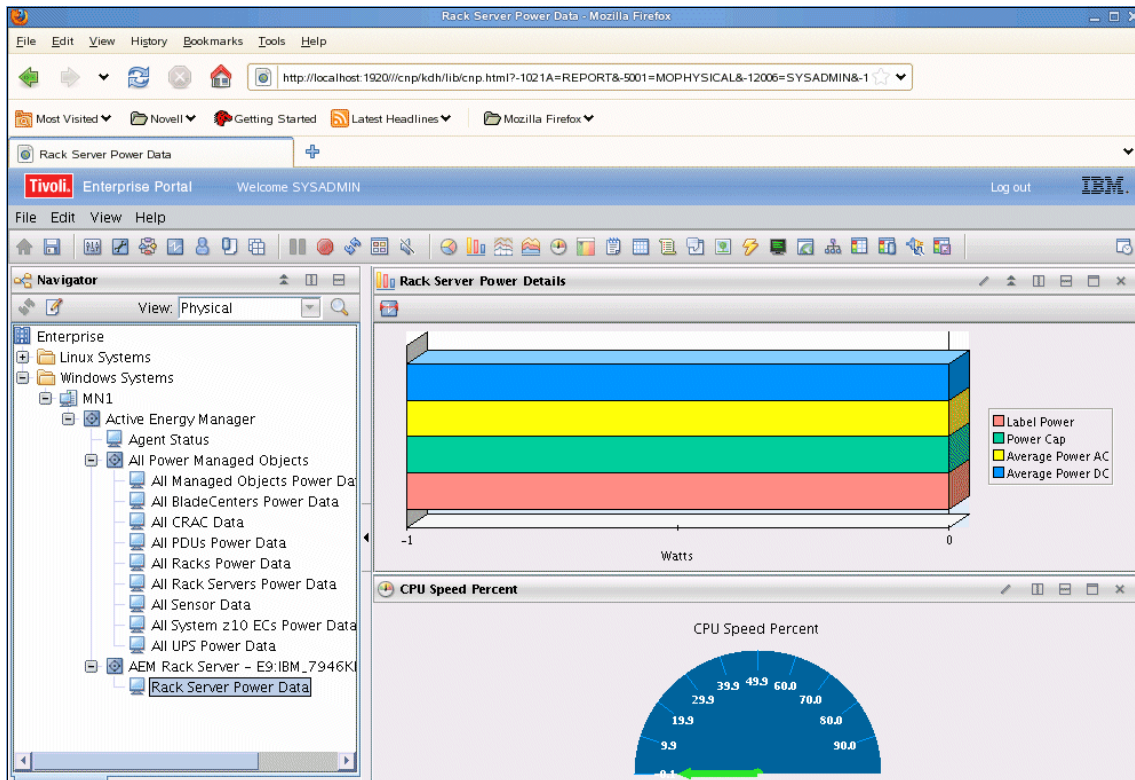 Rack Server Power Data - Mozilla Firefox
File Edit View History Bookmarks Tools Help
http://localhost:1920///cnp/kdh/lib/cnp.html?-1021A=REPORT&-5001=MOPHYSICAL&-12006=SYSADMIN&-1
Most Visited Novell Getting Started Latest Headlines Mozilla Firefox
Rack Server Power Data
Tivoli. Enterprise Portal Welcome SYSADMIN Log out IBM.
File Edit View Help
Navigator
View: Physical
Enterprise
Linux Systems
Windows Systems
MN1
Active Energy Manager
Agent Status
All Power Managed Objects
All Managed Objects Power Da
All BladeCenters Power Data
All CRAC Data
All PDUs Power Data
All Racks Power Data
All Rack Servers Power Data
All Sensor Data
All System z10 ECs Power Data
All UPS Power Data
AEM Rack Server - E9:IBM_7946K
Rack Server Power Data
Rack Server Power Details
Label Power
Power Cap
Average Power AC
Average Power DC
-1 0
Watts
CPU Speed Percent
CPU Speed Percent
49.9
39.9 60.0
29.9 70.0
19.9 80.0
9.9 90.0
-0.1